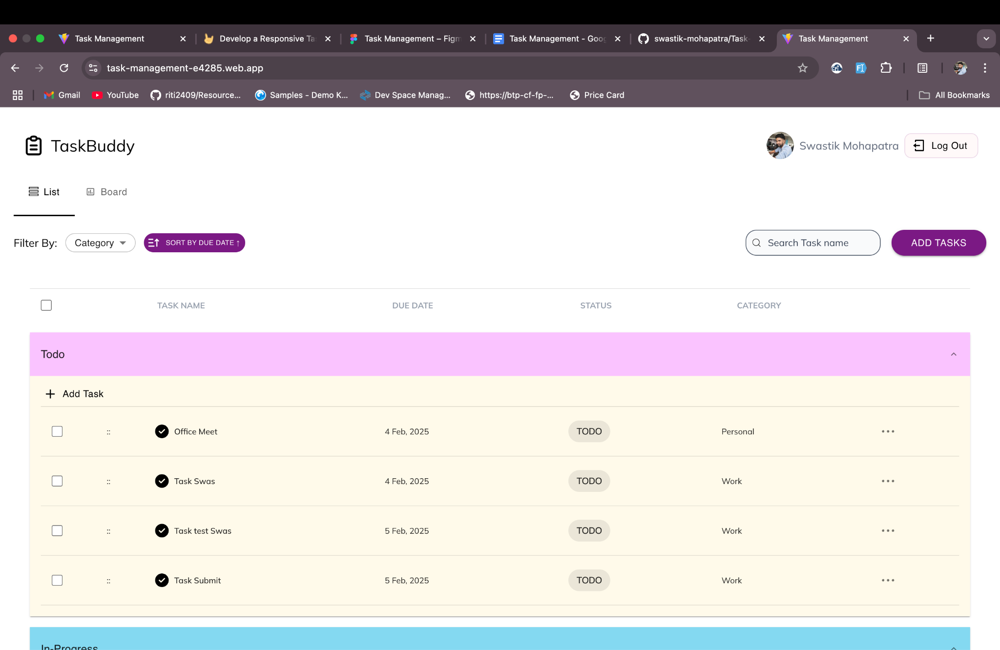 Task Management
Develop a Responsive Ta
Task Management – Figm
Task Management - Goog
swastik-mohapatra/Task-
Task Management
task-management-e4285.web.app
Gmail
YouTube
riti2409/Resource...
Samples - Demo K...
Dev Space Manag...
https://btp-cf-fp-...
Price Card
All Bookmarks
TaskBuddy
Swastik Mohapatra
Log Out
List
Board
Filter By:
Category
SORT BY DUE DATE ↑
Search Task name
ADD TASKS
TASK NAME DUE DATE STATUS CATEGORY
Todo
+ Add Task
:: Office Meet 4 Feb, 2025 TODO Personal ...
:: Task Swas 4 Feb, 2025 TODO Work ...
:: Task test Swas 5 Feb, 2025 TODO Work ...
:: Task Submit 5 Feb, 2025 TODO Work ...
In-Progress